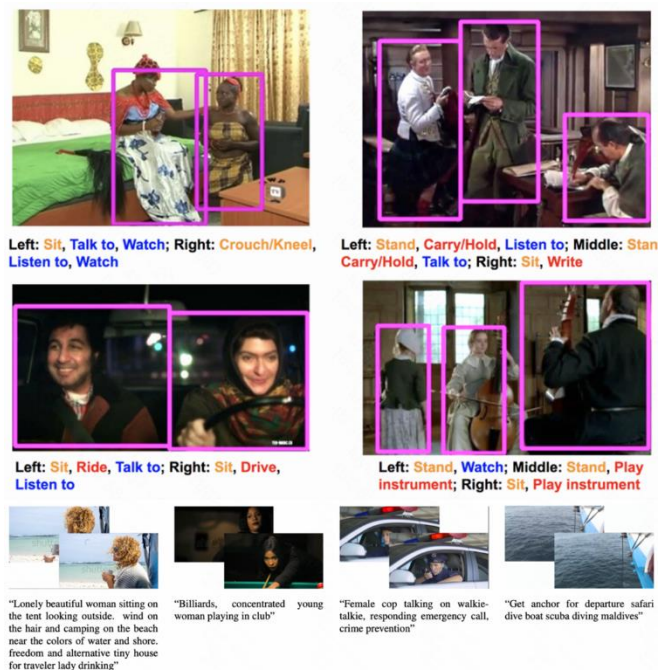 Left: Sit, Talk to, Watch; Right: Crouch/Kneel,
Listen to, Watch
Left: Stand, Carry/Hold, Listen to; Middle: Stan
Carry/Hold, Talk to; Right: Sit, Write
Left: Sit, Ride, Talk to; Right: Sit, Drive,
Listen to
Left: Stand, Watch; Middle: Stand, Play
instrument; Right: Sit, Play instrument
“Lonely beautiful woman sitting on
the tent looking outside. wind on
the hair and camping on the beach
near the colors of water and shore.
freedom and alternative tiny house
for traveler lady drinking”
“Billiards, concentrated young
woman playing in club”
“Female cop talking on walkie-
talkie, responding emergency call,
crime prevention”
“Get anchor for departure safari
dive boat scuba diving maldives”